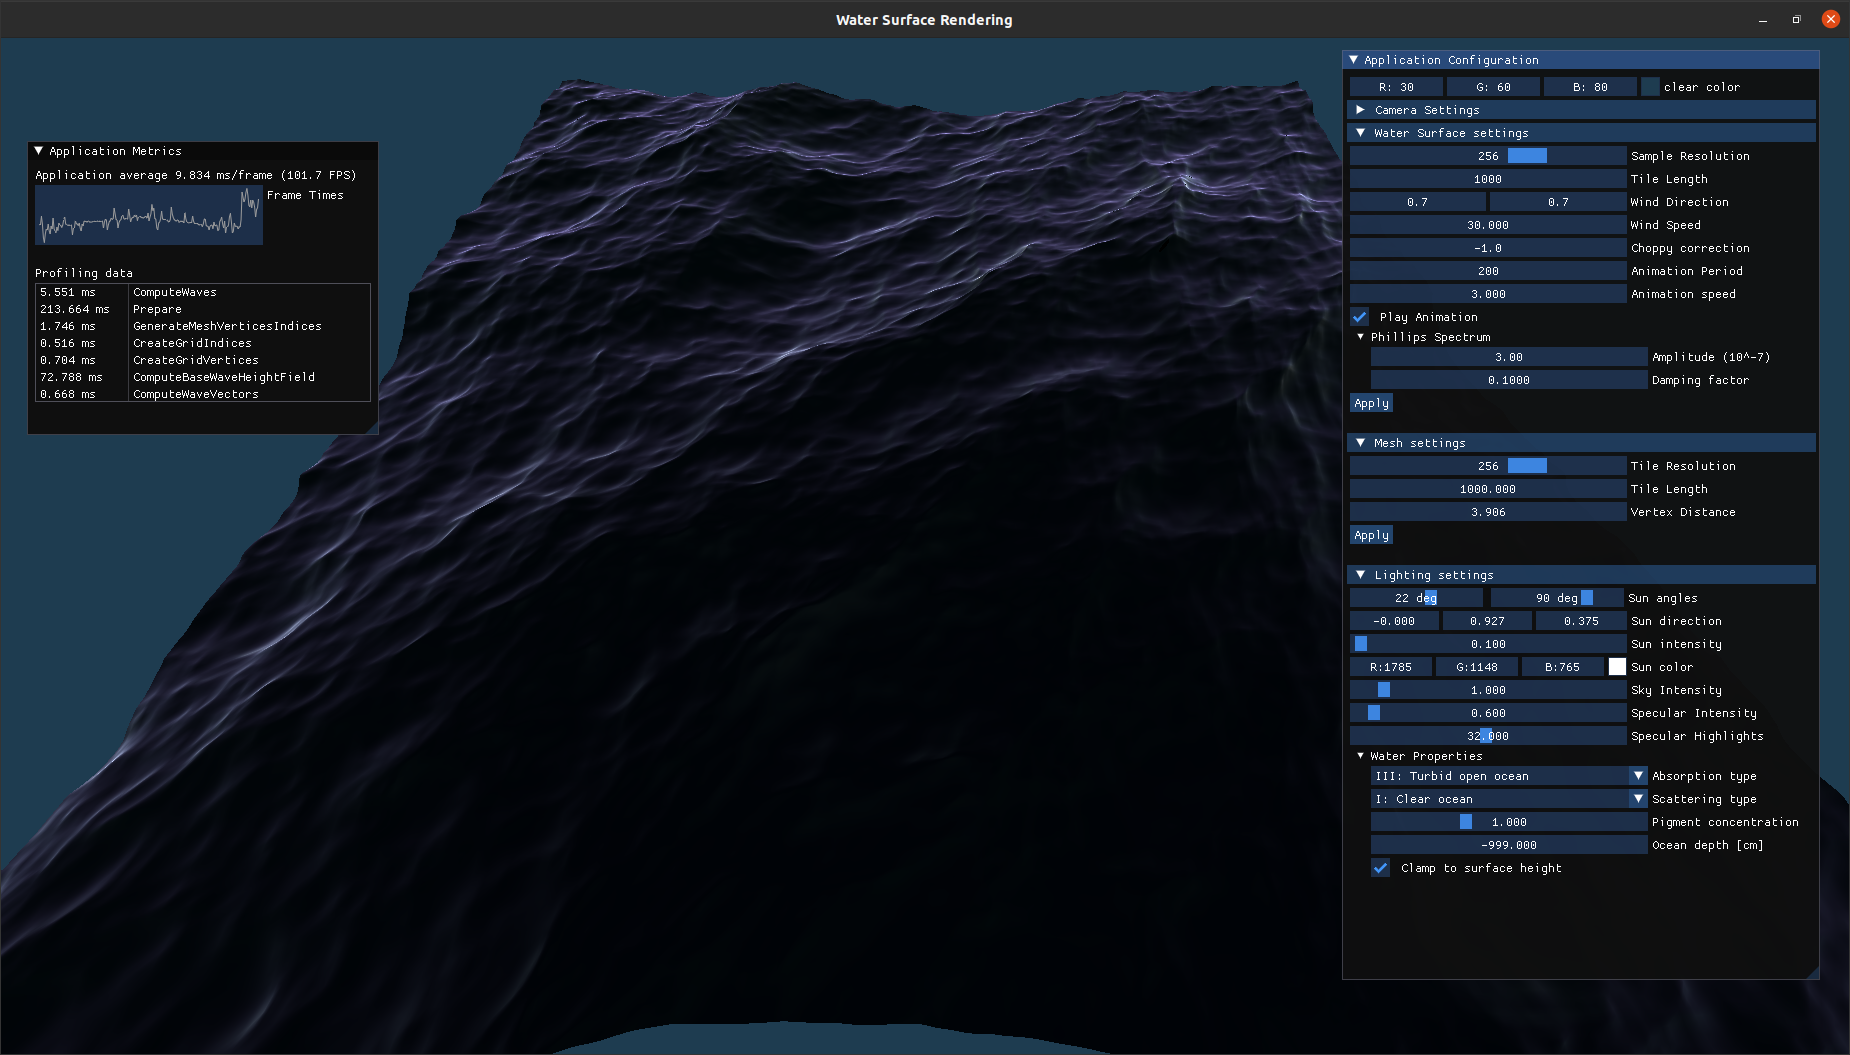 Water Surface Rendering
Application Metrics
Application average 9.834 ms/frame (101.7 FPS)
Frame Times
Profiling data
5.551 ms ComputeWaves
213.664 ms Prepare
1.746 ms GenerateMeshVerticesIndices
0.516 ms CreateGridIndices
0.704 ms CreateGridVertices
72.788 ms ComputeBaseWaveHeightField
0.668 ms ComputeWaveVectors
Application Configuration
R: 30 G: 60 B: 80 clear color
Camera Settings
Water Surface settings
256 Sample Resolution
1000 Tile Length
0.7 0.7 Wind Direction
30.000 Wind Speed
-1.0 Choppy correction
200 Animation Period
3.000 Animation speed
Play Animation
Phillips Spectrum
3.00 Amplitude (10^-7)
0.1000 Damping factor
Apply
Mesh settings
256 Tile Resolution
1000.000 Tile Length
3.906 Vertex Distance
Apply
Lighting settings
22 deg 90 deg Sun angles
-0.000 0.927 0.375 Sun direction
0.100 Sun intensity
R:1785 G:1148 B:765 Sun color
1.000 Sky Intensity
0.600 Specular Intensity
32.000 Specular Highlights
Water Properties
III: Turbid open ocean Absorption type
I: Clear ocean Scattering type
1.000 Pigment concentration
-999.000 Ocean depth [cm]
Clamp to surface height